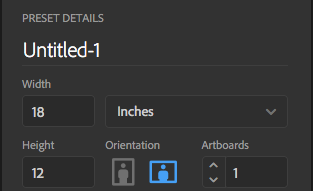 PRESET DETAILS
Untitled-1
Width
18 Inches
Height Orientation Artboards
12 1